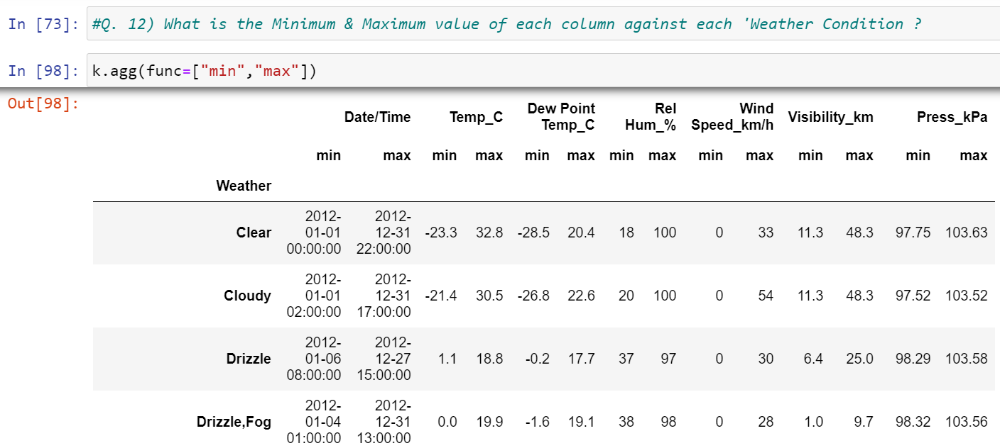 In [73]: #Q. 12) What is the Minimum & Maximum value of each column against each 'Weather Condition ?
In [98]: k.agg(func=["min","max"])
Out[98]:
Date/Time Temp_C Dew Point Temp_C Rel Hum_% Wind Speed_km/h Visibility_km Press_kPa
min max min max min max min max min max min max min max
Weather
Clear 2012-01-01 00:00:00 2012-12-31 22:00:00 -23.3 32.8 -28.5 20.4 18 100 0 33 11.3 48.3 97.75 103.63
Cloudy 2012-01-01 02:00:00 2012-12-31 17:00:00 -21.4 30.5 -26.8 22.6 20 100 0 54 11.3 48.3 97.52 103.52
Drizzle 2012-01-06 08:00:00 2012-12-27 15:00:00 1.1 18.8 -0.2 17.7 37 97 0 30 6.4 25.0 98.29 103.58
Drizzle,Fog 2012-01-04 01:00:00 2012-12-31 13:00:00 0.0 19.9 -1.6 19.1 38 98 0 28 1.0 9.7 98.32 103.56